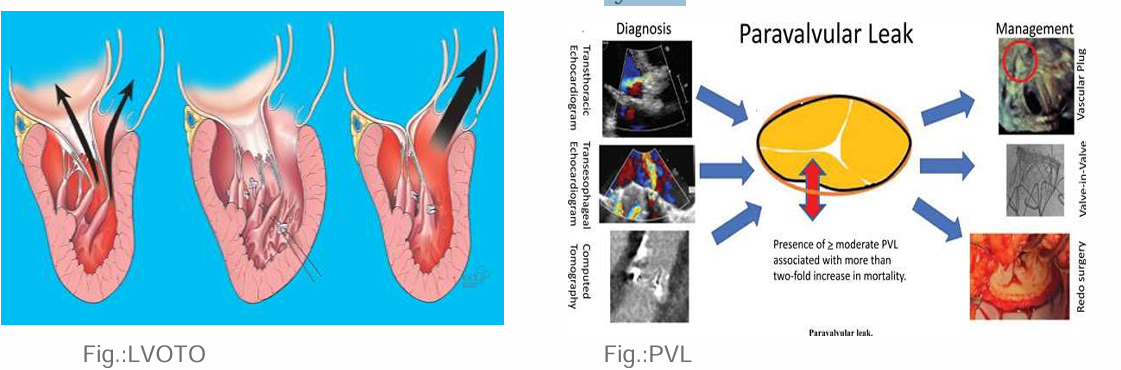 Diagnosis
Paravalvular Leak
Management
Transthoracic
Echocardiogram
Transesophageal
Echocardiogram
Computed
Tomography
Presence of ≥ moderate PVL
associated with more than
two-fold increase in mortality.
Vascular Plug
Valve-in-Valve
Redo surgery
Paravalvular leak.
Fig.:LVOTO
Fig.:PVL